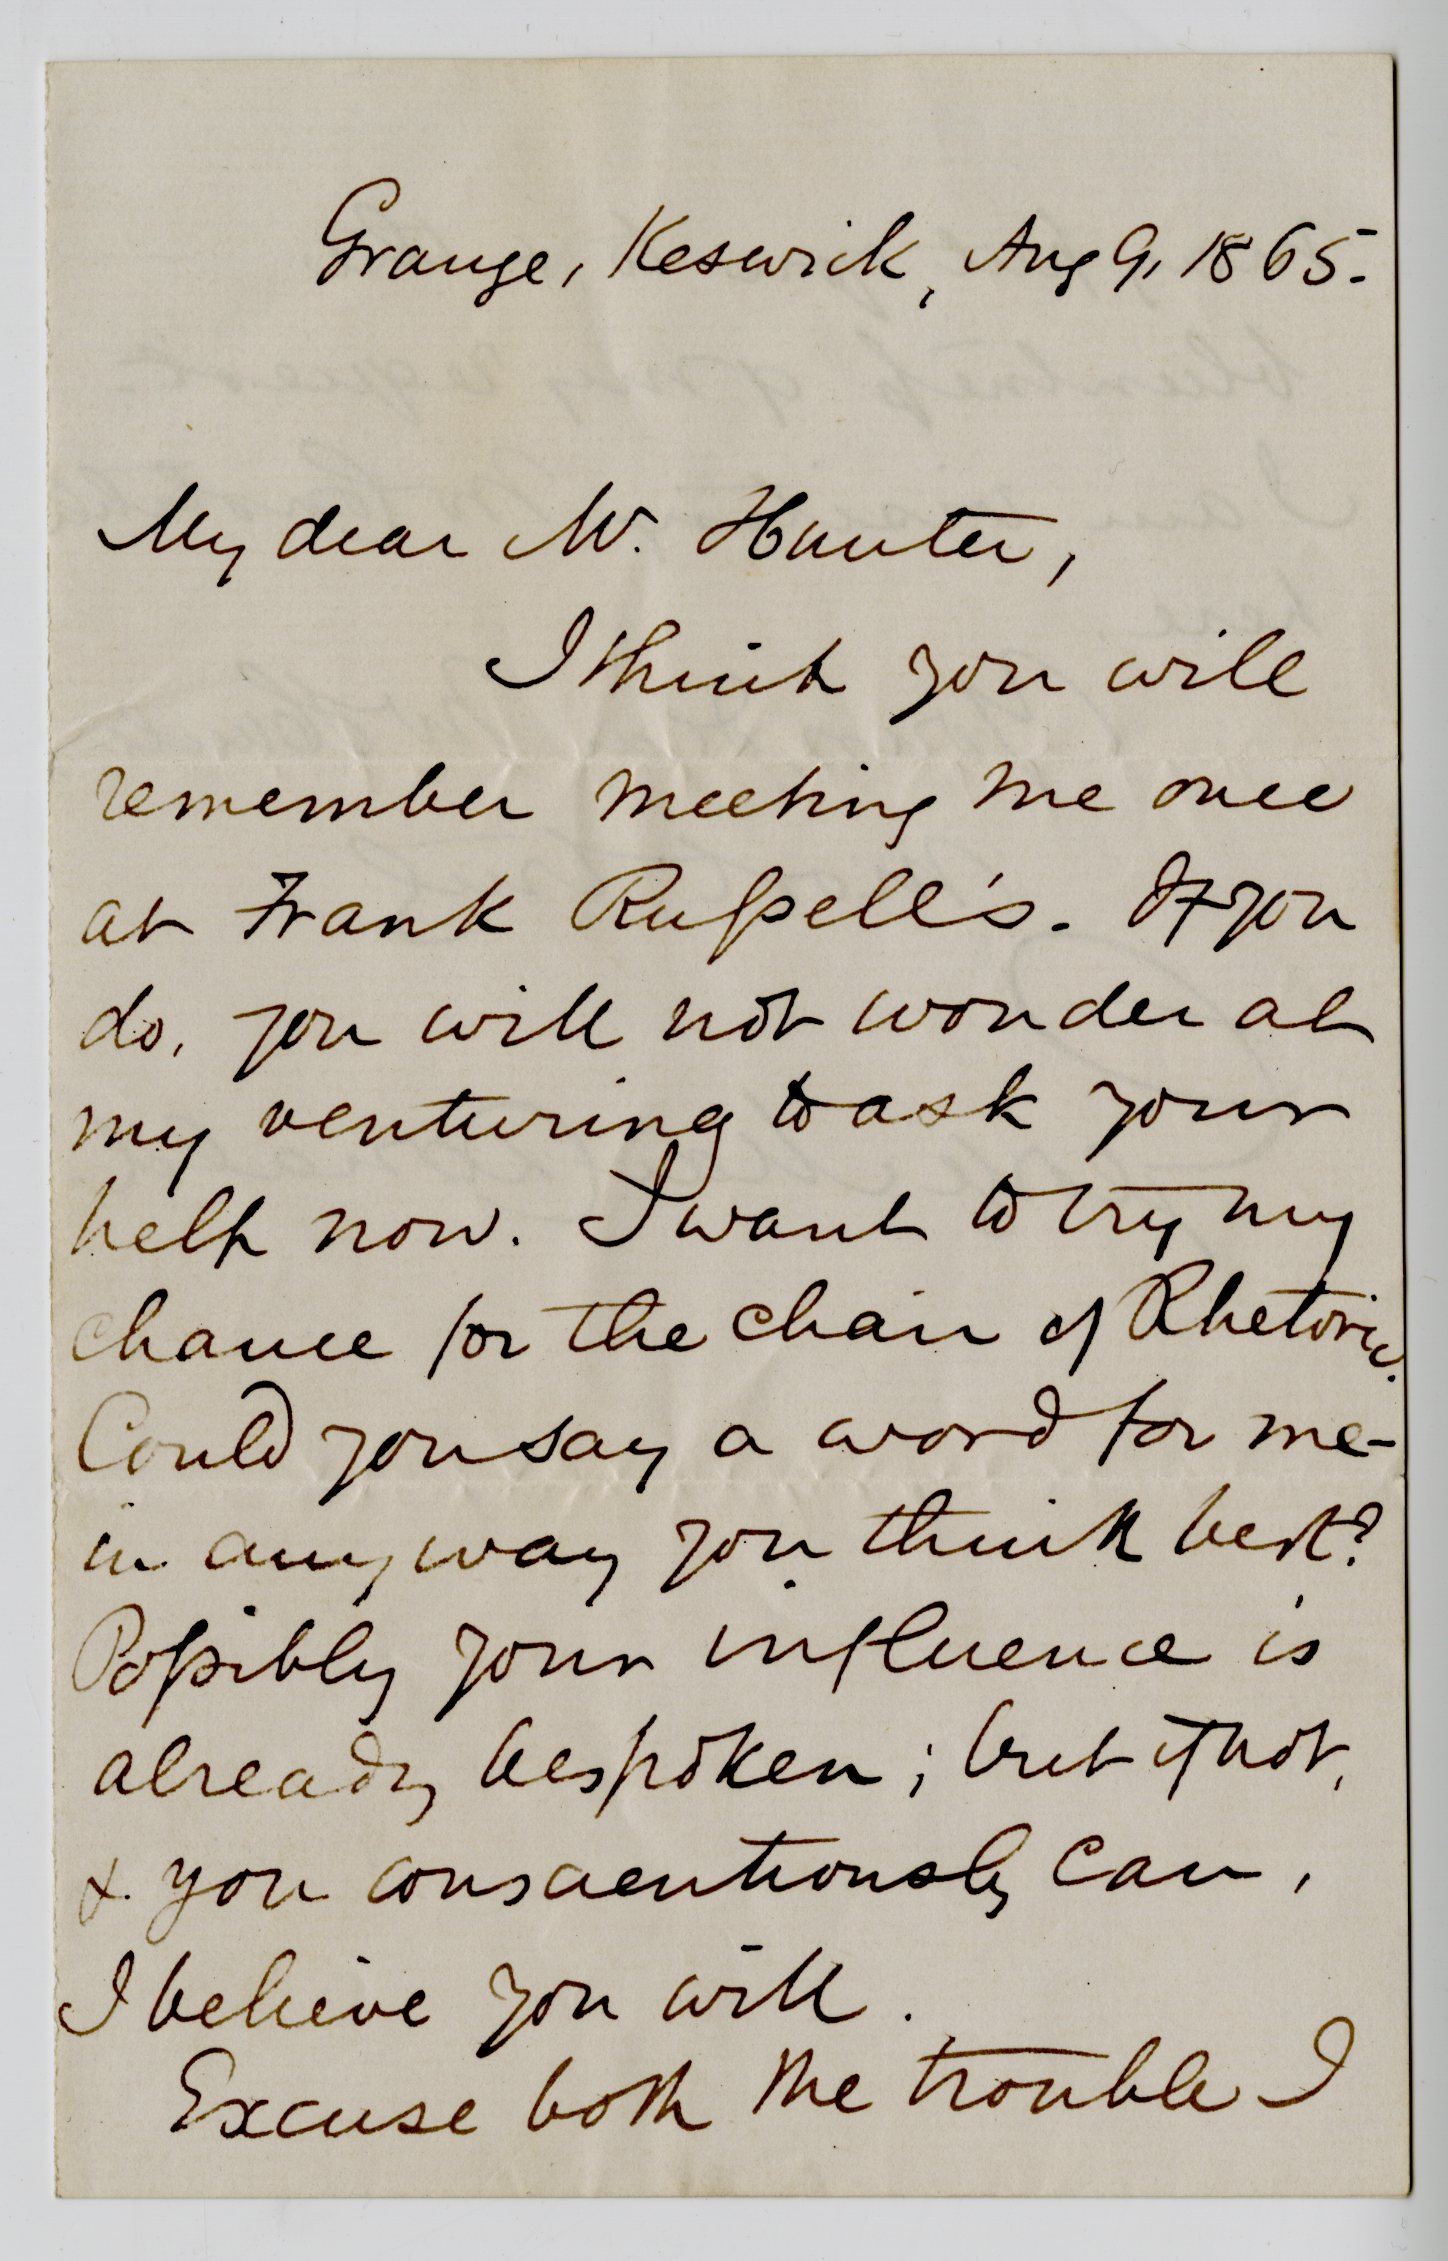 Grange, Keswick, Aug 9, 1865.
My dear Mr. Hunter,
I think you will
remember meeting me once
at Frank Russell's. If you
do, you will not wonder at
my venturing to ask your
help now. I want to try my
chance for the chair of Rhetoric.
Could you say a word for me-
in any way you think best?
Possibly your influence is
already bespoken; but if not,
& you conscientiously can,
I believe you will.
Excuse both the trouble I